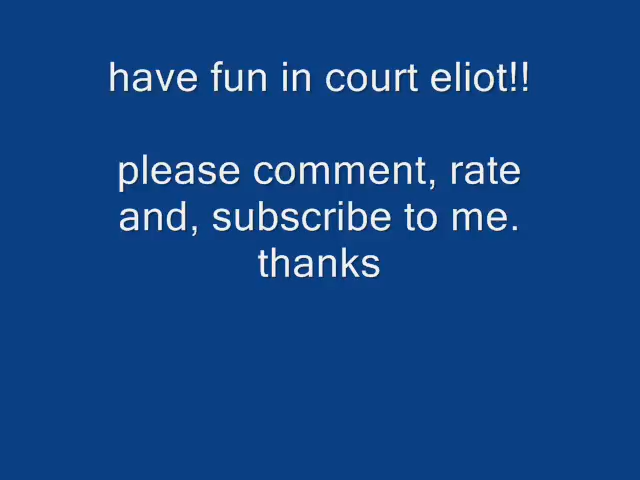 have fun in court eliot!!
please comment, rate
and, subscribe to me.
thanks